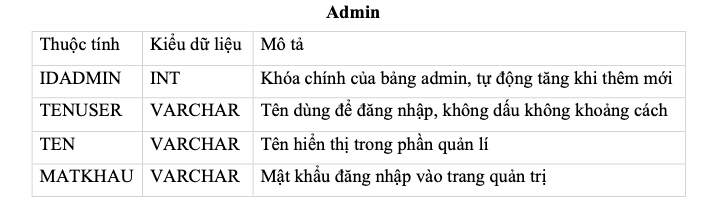 Admin
Thuộc tính Kiểu dữ liệu Mô tả
IDADMIN INT Khóa chính của bảng admin, tự động tăng khi thêm mới
TENUSER VARCHAR Tên dùng để đăng nhập, không dấu không khoảng cách
TEN VARCHAR Tên hiển thị trong phần quản lí
MATKHAU VARCHAR Mật khẩu đăng nhập vào trang quản trị